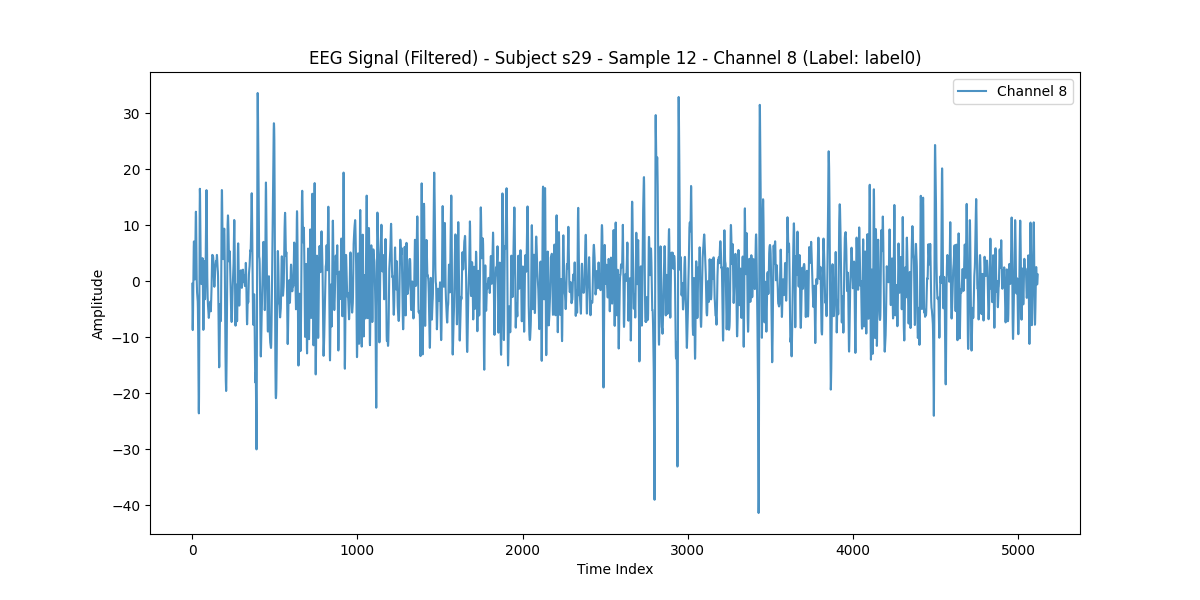 EEG Signal (Filtered) - Subject s29 - Sample 12 - Channel 8 (Label: label0)
Channel 8
30
20
10
0
−10
−20
−30
−40
Amplitude
0 1000 2000 3000 4000 5000
Time Index